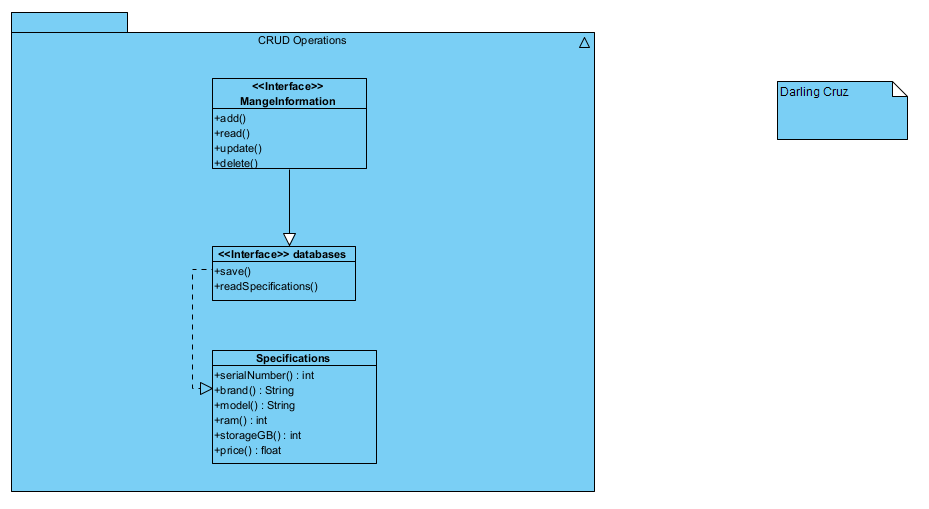 CRUD Operations
<<Interface>>
MangeInformation
+add()
+read()
+update()
+delete()
<<Interface>> databases
+save()
+readSpecifications()
Specifications
+serialNumber() : int
+brand() : String
+model() : String
+ram() : int
+storageGB() : int
+price() : float
Darling Cruz